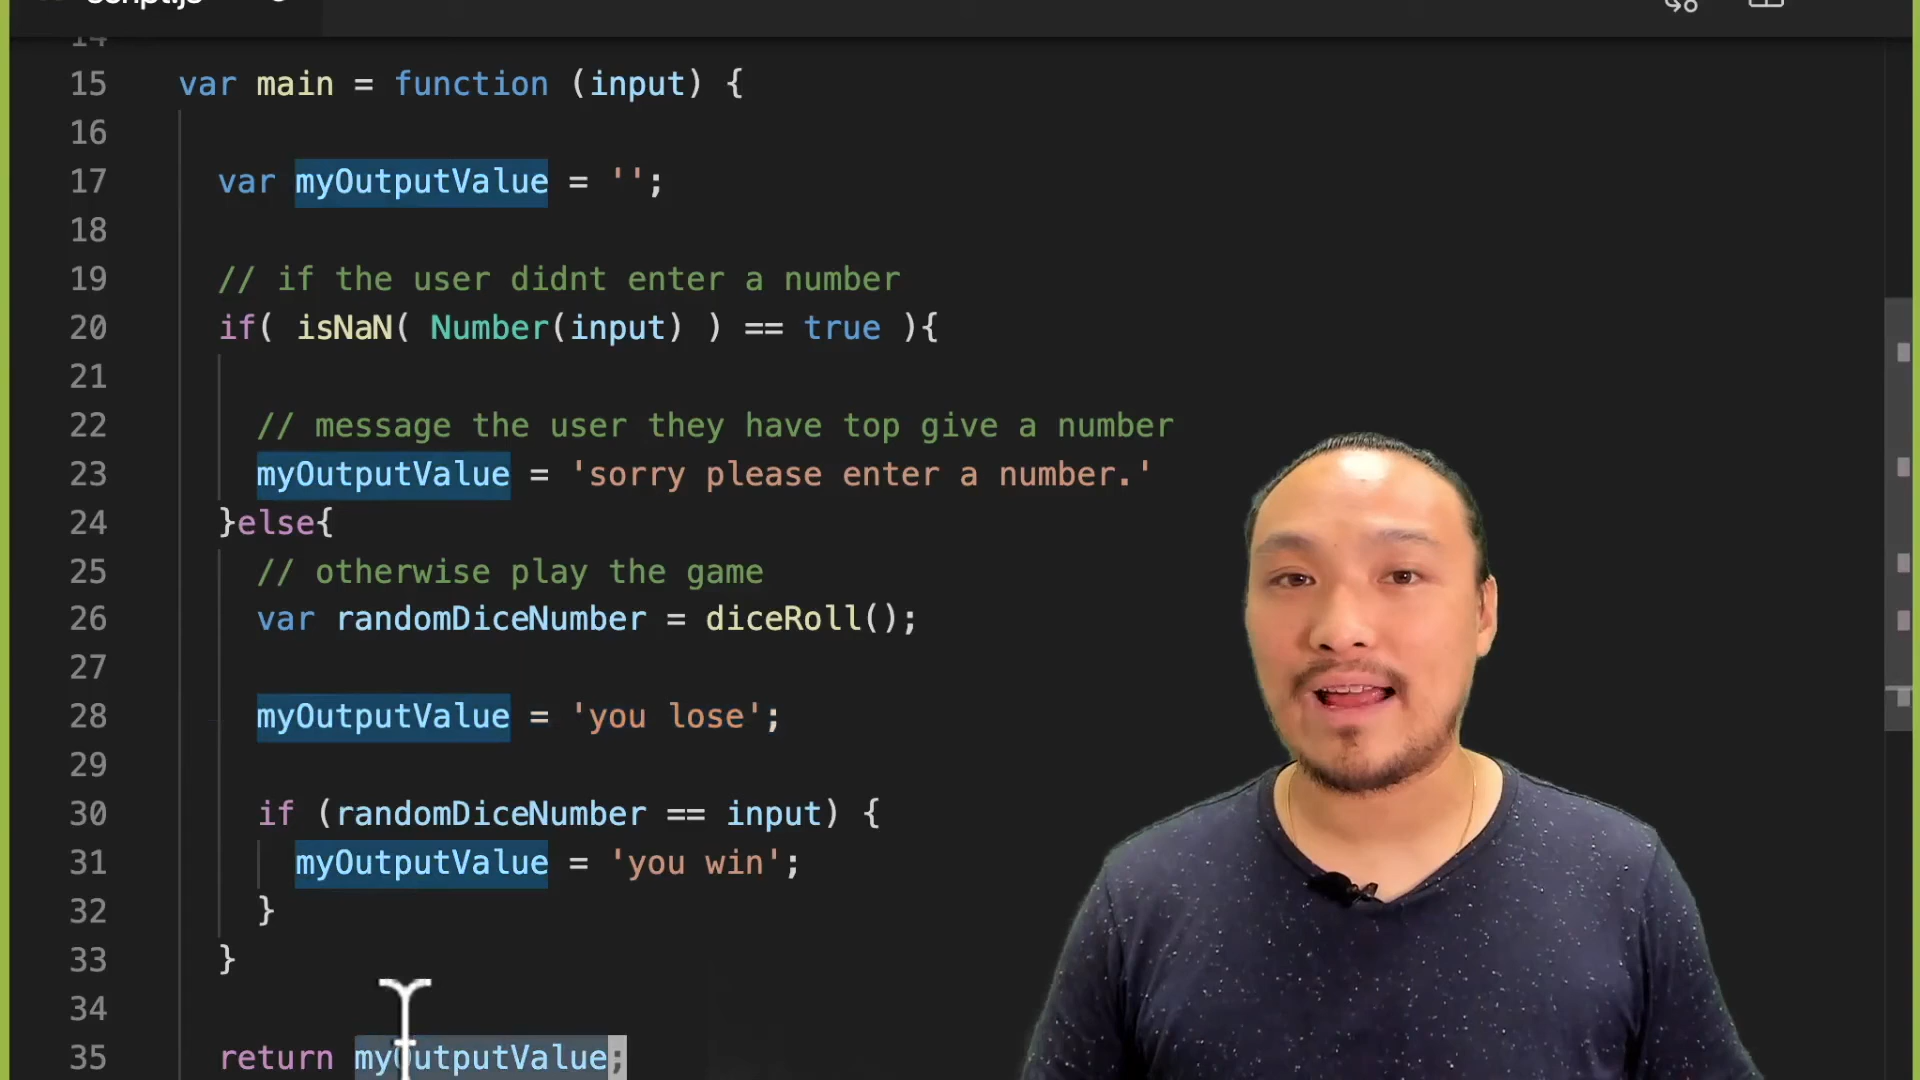 script.js
14
15 var main = function (input) {
16
17 var myOutputValue = '';
18
19 // if the user didnt enter a number
20 if( isNaN( Number(input) ) == true ){
21
22 // message the user they have top give a number
23 myOutputValue = 'sorry please enter a number.'
24 }else{
25 // otherwise play the game
26 var randomDiceNumber = diceRoll();
27
28 myOutputValue = 'you lose';
29
30 if (randomDiceNumber == input) {
31 myOutputValue = 'you win';
32 }
33 }
34
35 return myOutputValue;